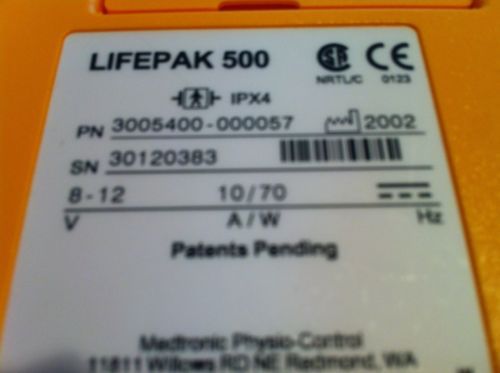 LIFEPAK 500
NRTL/C 0123
IPX4
PN 3005400-000057 2002
SN 30120383
8-12 10/70
V A/W Hz
Patents Pending
Medtronic Physio-Control
11811 Willows RD NE Redmond, WA